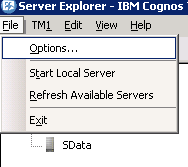 Server Explorer - IBM Cognos
File TM1 Edit View Help
Options...
Start Local Server
Refresh Available Servers
Exit
SData